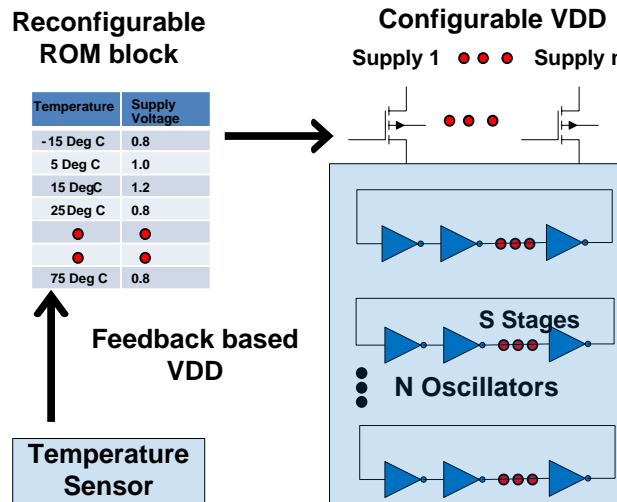 Reconfigurable
ROM block
Configurable VDD
Supply 1
Supply n
Temperature Supply Voltage
-15 Deg C 0.8
5 Deg C 1.0
15 DegC 1.2
25Deg C 0.8
75 Deg C 0.8
Feedback based
VDD
S Stages
N Oscillators
Temperature
Sensor